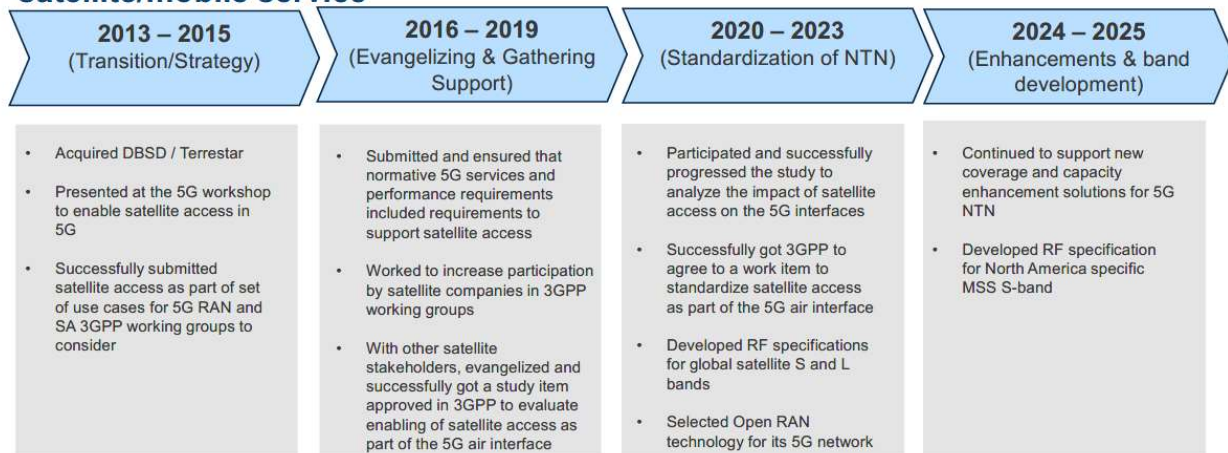 Satellite/mobile service
2013 – 2015
(Transition/Strategy)
2016 – 2019
(Evangelizing & Gathering
Support)
2020 – 2023
(Standardization of NTN)
2024 – 2025
(Enhancements & band
development)
• Acquired DBSD / Terrestar
• Presented at the 5G workshop
to enable satellite access in
5G
• Successfully submitted
satellite access as part of set
of use cases for 5G RAN and
SA 3GPP working groups to
consider
• Submitted and ensured that
normative 5G services and
performance requirements
included requirements to
support satellite access
• Worked to increase participation
by satellite companies in 3GPP
working groups
• With other satellite
stakeholders, evangelized and
successfully got a study item
approved in 3GPP to evaluate
enabling of satellite access as
part of the 5G air interface
• Participated and successfully
progressed the study to
analyze the impact of satellite
access on the 5G interfaces
• Successfully got 3GPP to
agree to a work item to
standardize satellite access
as part of the 5G air interface
• Developed RF specifications
for global satellite S and L
bands
• Selected Open RAN
technology for its 5G network
• Continued to support new
coverage and capacity
enhancement solutions for 5G
NTN
• Developed RF specification
for North America specific
MSS S-band